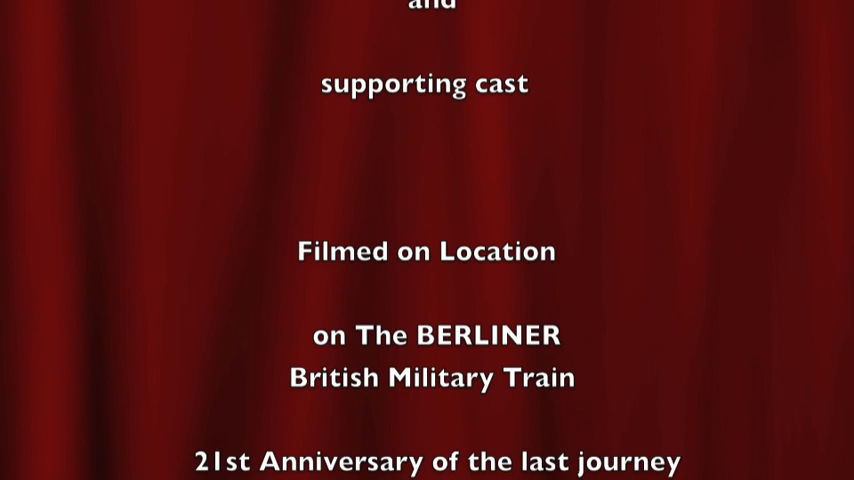 and
supporting cast
Filmed on Location
on The BERLINER
British Military Train
21st Anniversary of the last journey